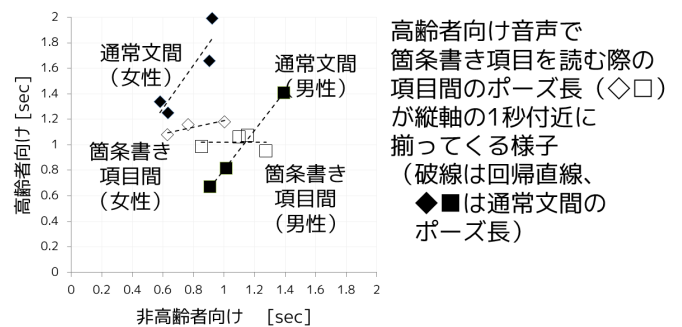 2
1.8
1.6
1.4
1.2
1
0.8
0.6
0.4
0.2
0
0
0.2
0.4
0.6
0.8
1
1.2
1.4
1.6
1.8
2
高齢者向け [sec]
非高齢者向け [sec]
通常文間
(女性)
通常文間
(男性)
箇条書き
項目間
(女性)
箇条書き
項目間
(男性)
高齢者向け音声で
箇条書き項目を読む際の
項目間のポーズ長(◇□)
が縦軸の1秒付近に
揃ってくる様子
(破線は回帰直線、
◆■は通常文間の
ポーズ長)